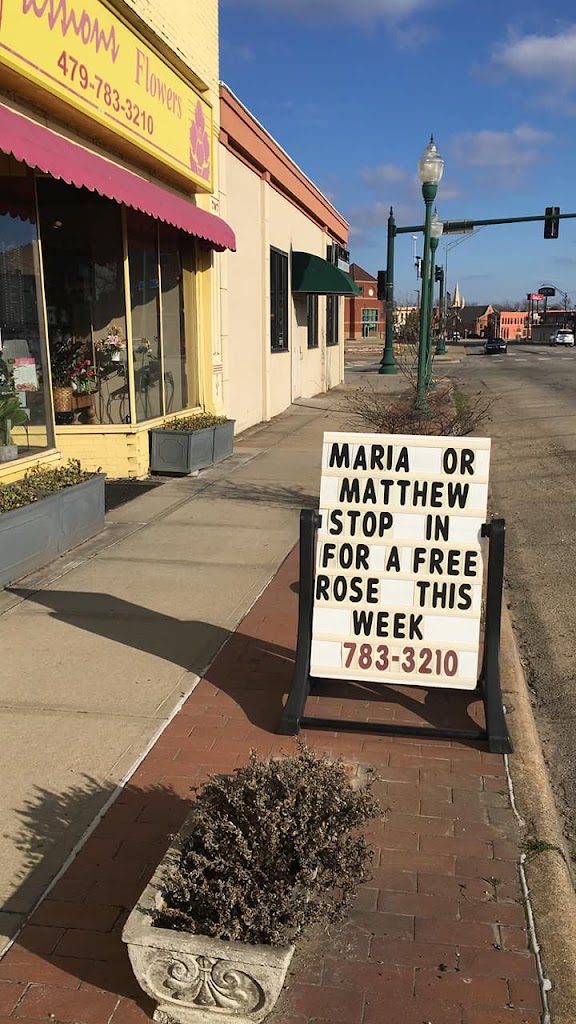 Flowers
479-783-3210
MARIA OR
MATTHEW
STOP IN
FOR A FREE
ROSE THIS
WEEK
783-3210